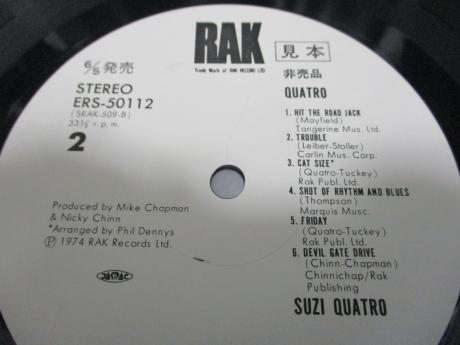 RAK
Trade Mark of RAK RECORD LTD
見本
非売品
6/5発売
STEREO
ERS-50112
(SRAK-509-B)
33⅓ r.p.m.
2
Produced by Mike Chapman
& Nicky Chinn
*Arranged by Phil Dennys
Ⓟ 1974 RAK Records Ltd.
JASRAC
QUATRO
1. HIT THE ROAD JACK
(Mayfield)
Tangerine Mus. Ltd.
2. TROUBLE
(Leiber-Stoller)
Carlin Mus. Carp.
3. CAT SIZE*
(Quatro-Tuckey)
Rak Publ. Ltd.
4. SHOT OF RHYTHM AND BLUES
(Thompson)
Marquis Musc.
5. FRIDAY
(Quatro-Tuckey)
Rak Publ. Ltd.
6. DEVIL GATE DRIVE
(Chinn-Chapman)
Chinnichap/Rak
Publishing
SUZI QUATRO